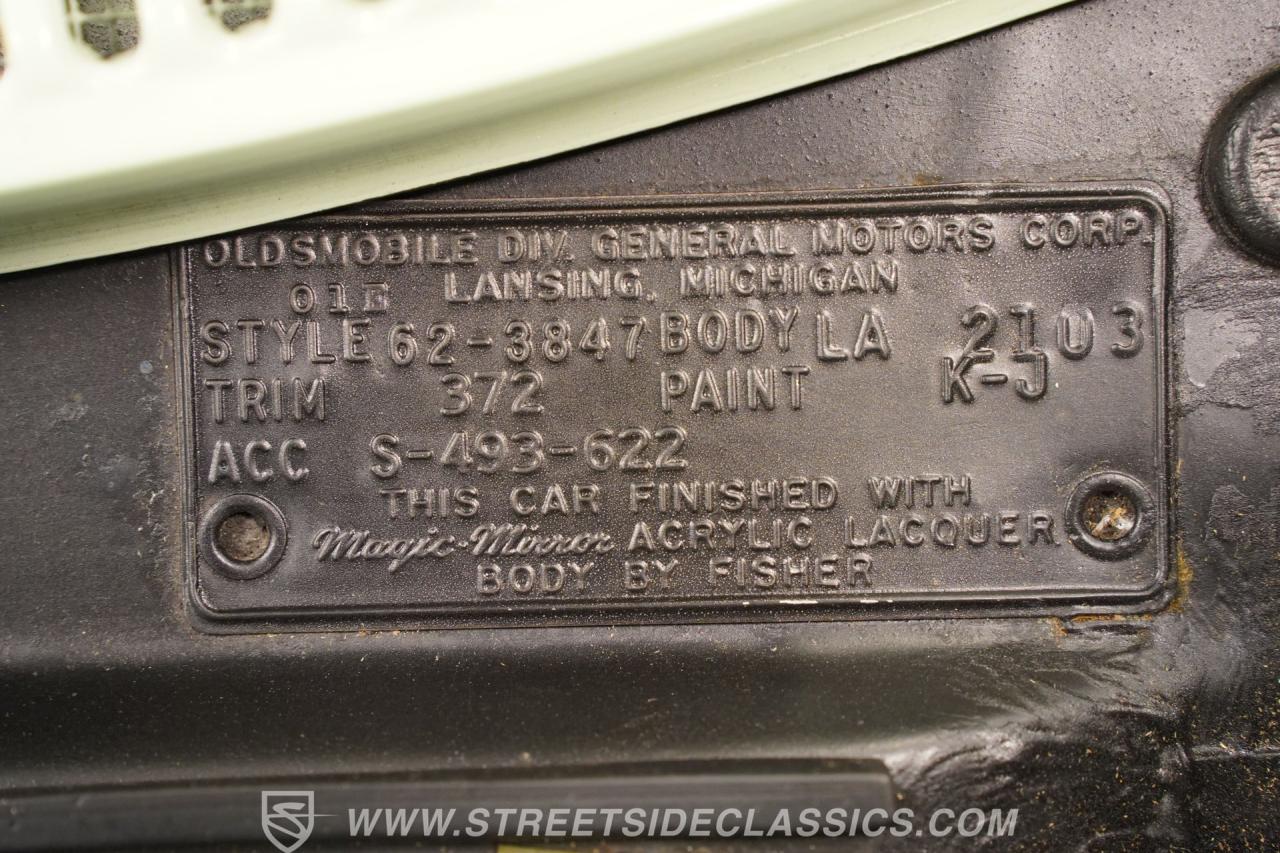 OLDSMOBILE DIV. GENERAL MOTORS CORP.
01E LANSING, MICHIGAN
STYLE 62-3847 BODY LA 2103
TRIM 372 PAINT K-J
ACC S-493-622
THIS CAR FINISHED WITH
Magic-Mirror ACRYLIC LACQUER
BODY BY FISHER
WWW.STREETSIDECLASSICS.COM